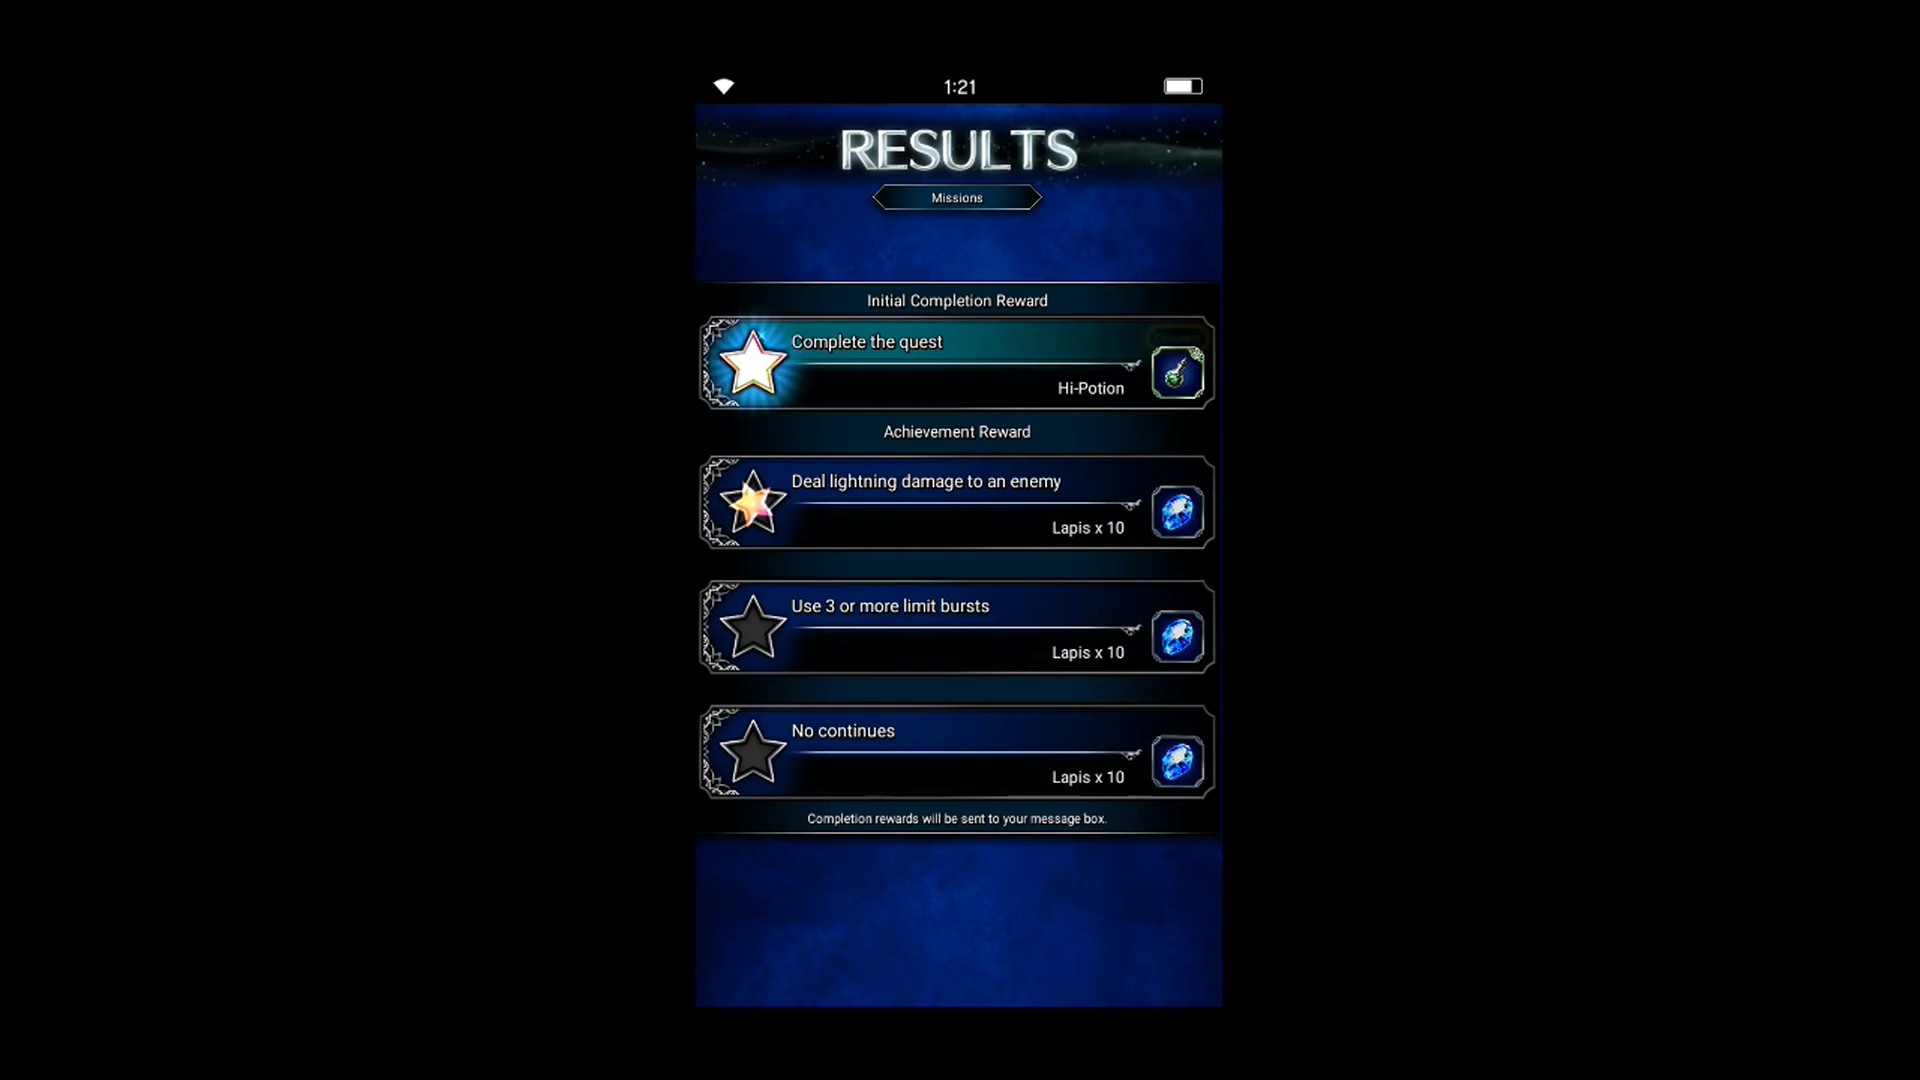 1:21
RESULTS
Missions
Initial Completion Reward
Complete the quest
Hi-Potion
Achievement Reward
Deal lightning damage to an enemy
Lapis x 10
Use 3 or more limit bursts
Lapis x 10
No continues
Lapis x 10
Completion rewards will be sent to your message box.